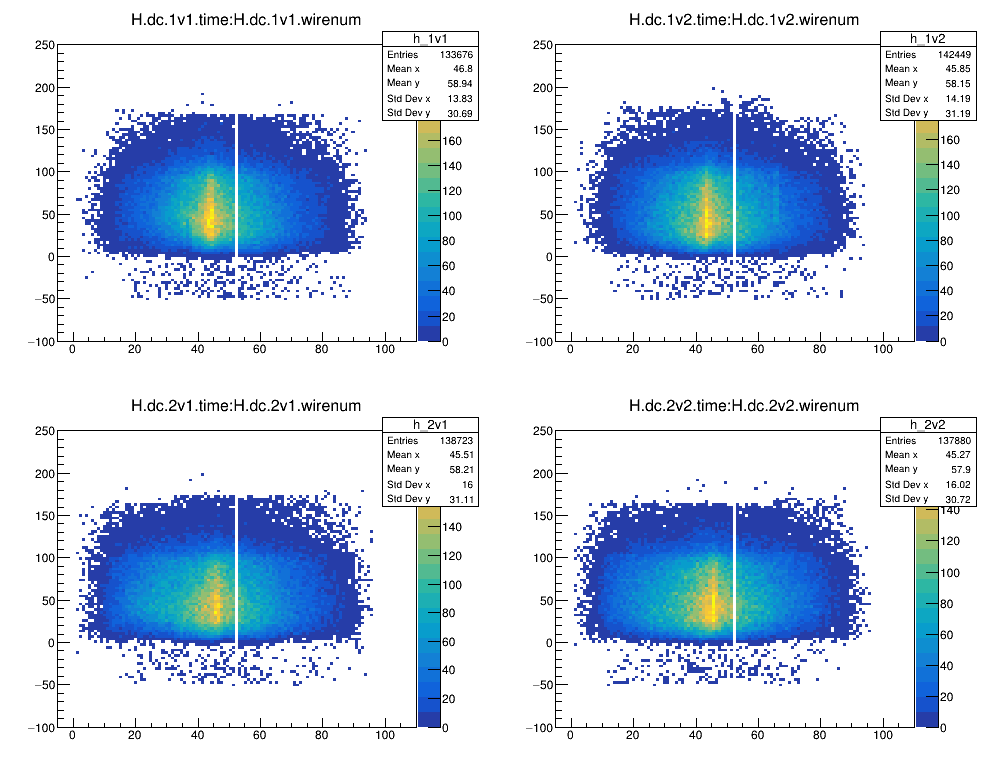 H.dc.1v1.time:H.dc.1v1.wirenum
h_1v1
Entries 133676
Mean x 46.8
Mean y 58.94
Std Dev x 13.83
Std Dev y 30.69
250
200
150
100
50
0
−50
−100
0 20 40 60 80 100
160
140
120
100
80
60
40
20
0
H.dc.1v2.time:H.dc.1v2.wirenum
h_1v2
Entries 142449
Mean x 45.85
Mean y 58.15
Std Dev x 14.19
Std Dev y 31.19
250
200
150
100
50
0
−50
−100
0 20 40 60 80 100
160
140
120
100
80
60
40
20
0
H.dc.2v1.time:H.dc.2v1.wirenum
h_2v1
Entries 138723
Mean x 45.51
Mean y 58.21
Std Dev x 16
Std Dev y 31.11
250
200
150
100
50
0
−50
−100
0 20 40 60 80 100
140
120
100
80
60
40
20
0
H.dc.2v2.time:H.dc.2v2.wirenum
h_2v2
Entries 137880
Mean x 45.27
Mean y 57.9
Std Dev x 16.02
Std Dev y 30.72
250
200
150
100
50
0
−50
−100
0 20 40 60 80 100
140
120
100
80
60
40
20
0